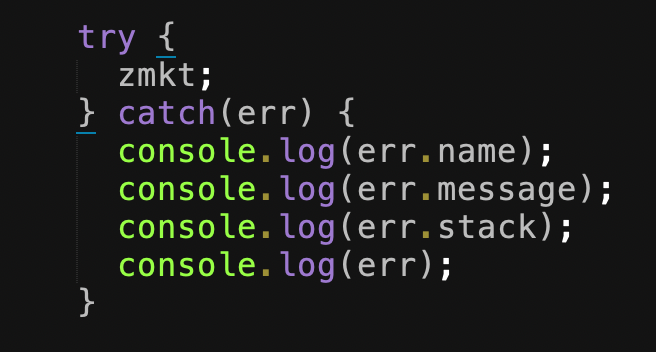 try {
  zmkt;
} catch(err) {
  console.log(err.name);
  console.log(err.message);
  console.log(err.stack);
  console.log(err);
}